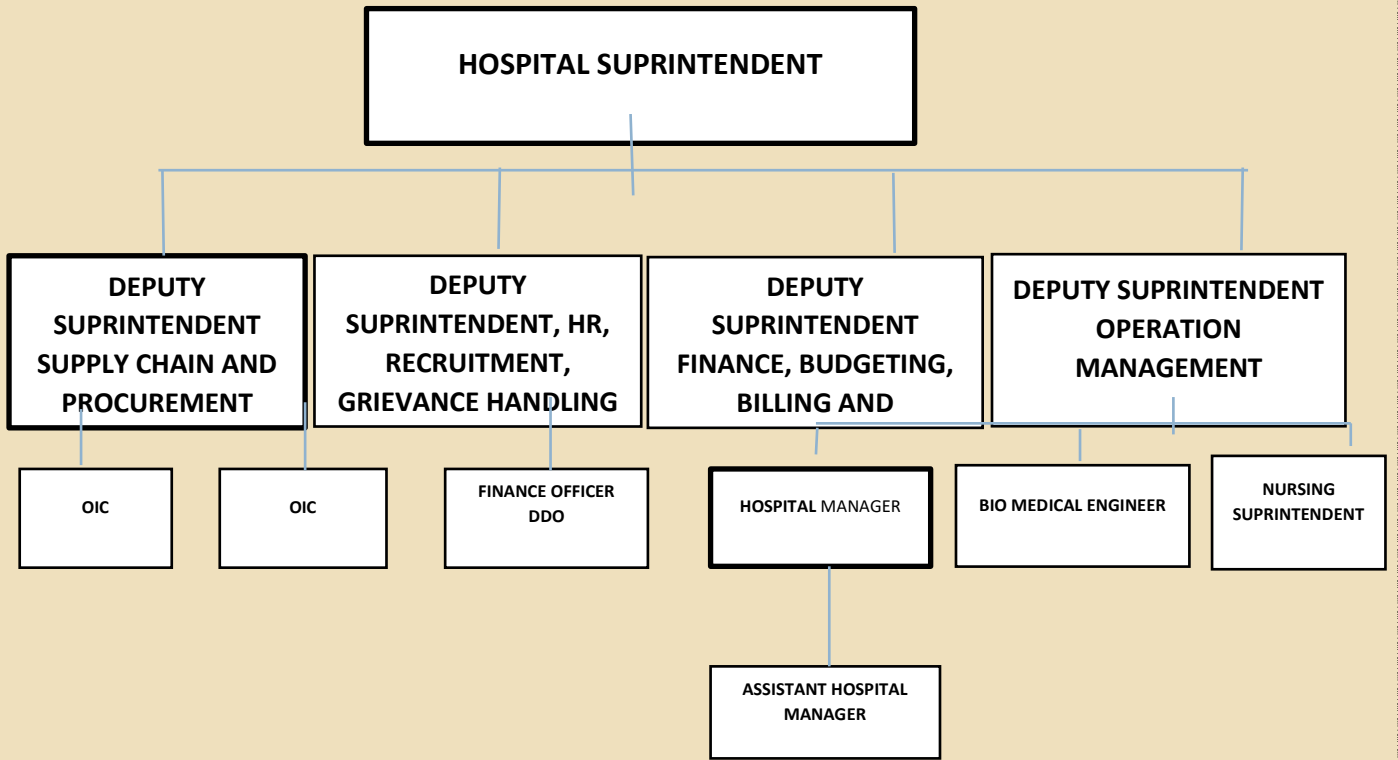 HOSPITAL SUPRINTENDENT
DEPUTY
SUPRINTENDENT
SUPPLY CHAIN AND
PROCUREMENT
DEPUTY
SUPRINTENDENT, HR,
RECRUITMENT,
GRIEVANCE HANDLING
DEPUTY
SUPRINTENDENT
FINANCE, BUDGETING,
BILLING AND
DEPUTY SUPRINTENDENT
OPERATION
MANAGEMENT
OIC
OIC
FINANCE OFFICER
DDO
HOSPITAL MANAGER
BIO MEDICAL ENGINEER
NURSING
SUPRINTENDENT
ASSISTANT HOSPITAL
MANAGER